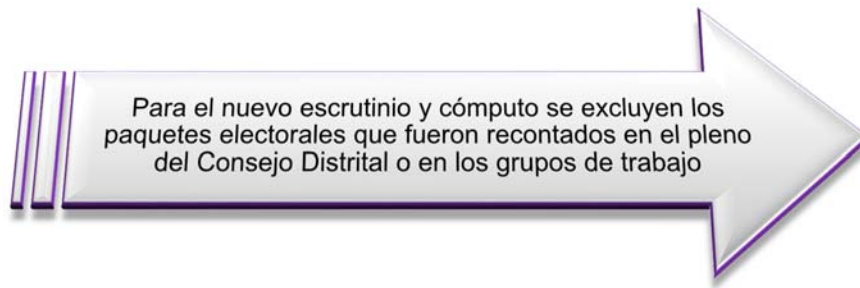 Para el nuevo escrutinio y cómputo se excluyen los
paquetes electorales que fueron recontados en el pleno
del Consejo Distrital o en los grupos de trabajo